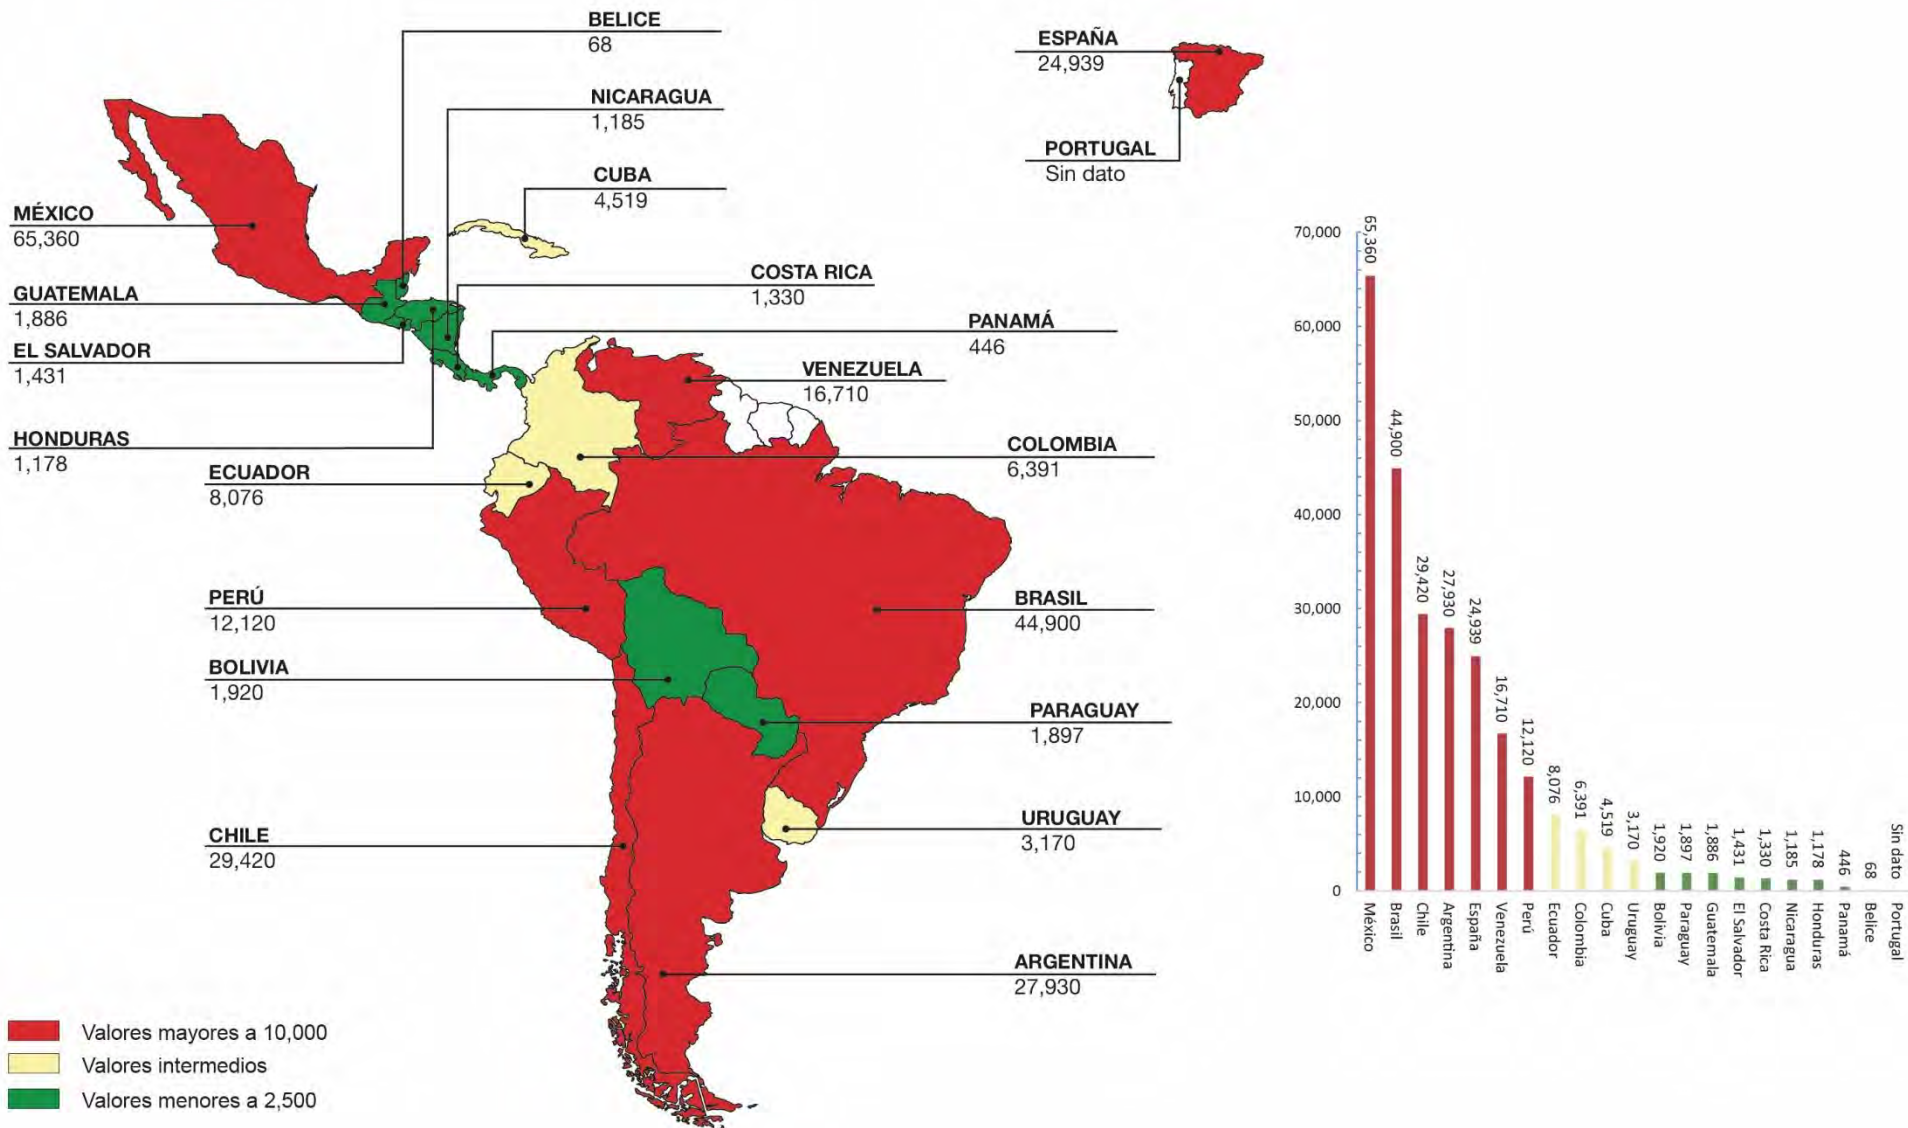 BELICE
68
NICARAGUA
1,185
CUBA
4,519
ESPAÑA
24,939
PORTUGAL
Sin dato
MÉXICO
65,360
GUATEMALA
1,886
EL SALVADOR
1,431
HONDURAS
1,178
COSTA RICA
1,330
PANAMÁ
446
VENEZUELA
16,710
COLOMBIA
6,391
ECUADOR
8,076
PERÚ
12,120
BRASIL
44,900
BOLIVIA
1,920
PARAGUAY
1,897
URUGUAY
3,170
CHILE
29,420
ARGENTINA
27,930
Valores mayores a 10,000
Valores intermedios
Valores menores a 2,500
70,000
60,000
50,000
40,000
30,000
20,000
10,000
0
65,360
44,900
29,420
27,930
24,939
16,710
12,120
8,076
6,391
4,519
3,170
1,920
1,897
1,886
1,431
1,330
1,185
1,178
446
68
Sin dato
México
Brasil
Chile
Argentina
España
Venezuela
Perú
Ecuador
Colombia
Cuba
Uruguay
Bolivia
Paraguay
Guatemala
El Salvador
Costa Rica
Nicaragua
Honduras
Panamá
Belice
Portugal